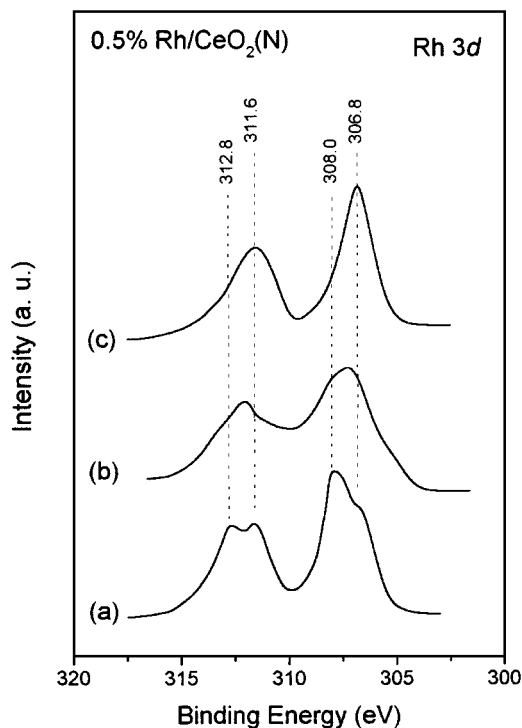 0.5% Rh/CeO₂(N)
Rh 3d
312.8
311.6
308.0
306.8
(c)
(b)
(a)
Intensity (a. u.)
320
315
310
305
300
Binding Energy (eV)